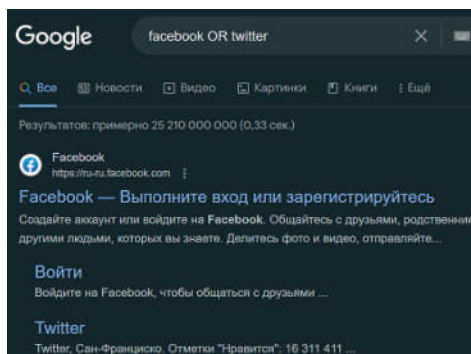 Google
facebook OR twitter
Все Новости Видео Картинки Книги Ещё
Результатов: примерно 25 210 000 000 (0,33 сек.)
Facebook
https://ru-ru.facebook.com
Facebook — Выполните вход или зарегистрируйтесь
Создайте аккаунт или войдите на Facebook. Общайтесь с друзьями, родственник
другими людьми, которых вы знаете. Делитесь фото и видео, отправляйте...
Войти
Войдите на Facebook, чтобы общаться с друзьями ...
Twitter
Twitter, Сан-Франциско. Отметки "Нравится": 16 311 411 ...